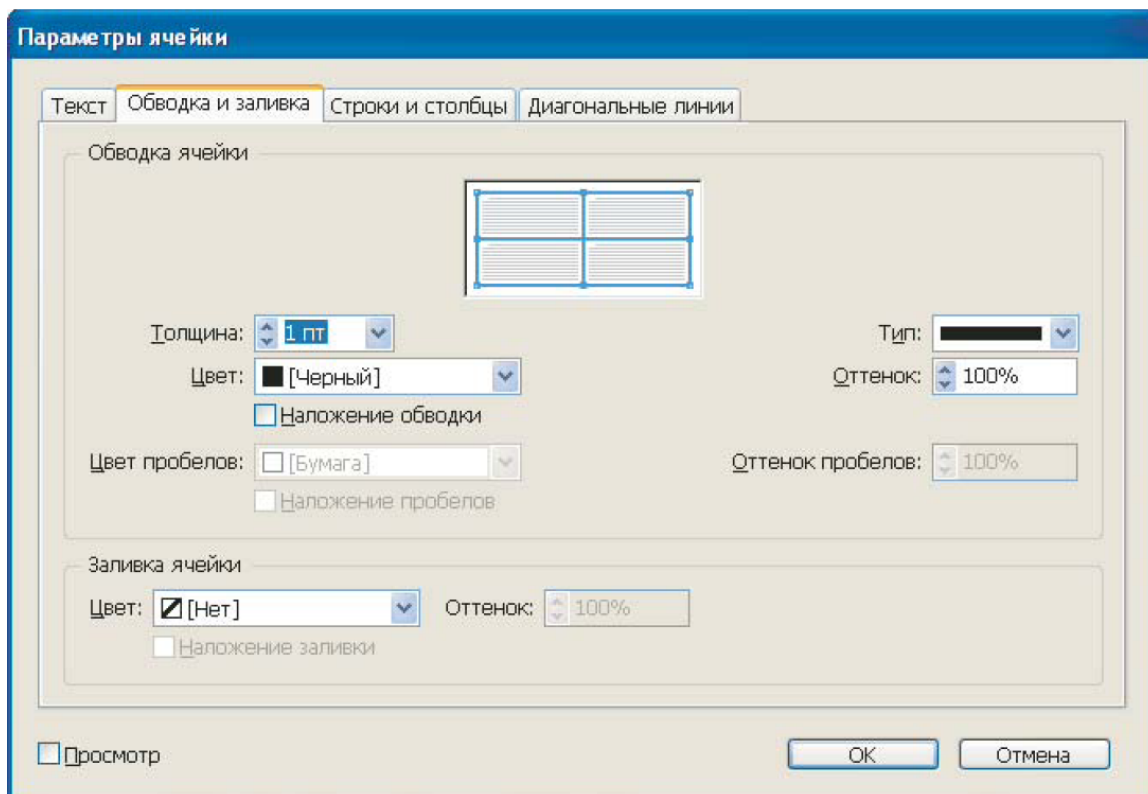 Параметры ячейки
Текст Обводка и заливка Строки и столбцы Диагональные линии
Обводка ячейки
Толщина: 1 пт Тип:
Цвет: [Черный] Оттенок: 100%
Наложение обводки
Цвет пробелов: [Бумага] Оттенок пробелов: 100%
Наложение пробелов
Заливка ячейки
Цвет: [Нет] Оттенок: 100%
Наложение заливки
Просмотр OK Отмена